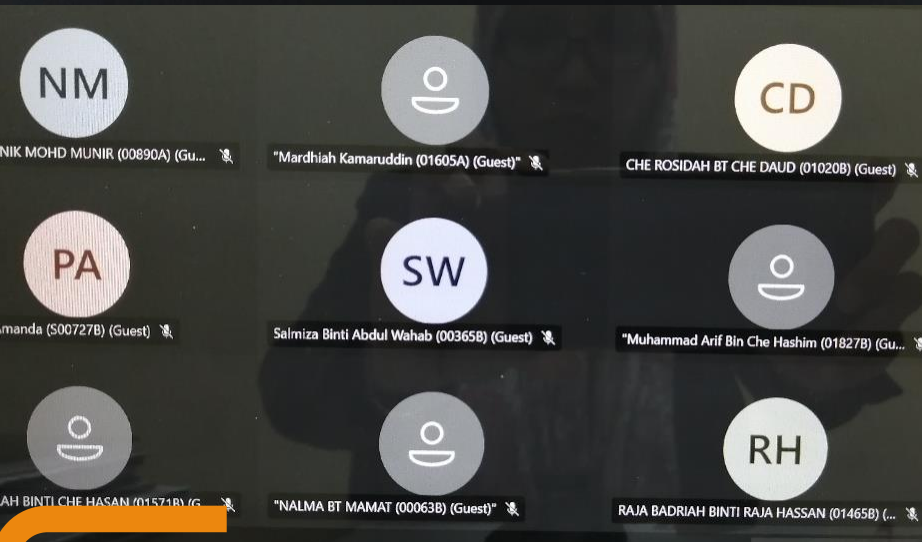 NM
CD
NIK MOHD MUNIR (00890A) (Gu...
"Mardhiah Kamaruddin (01605A) (Guest)"
CHE ROSIDAH BT CHE DAUD (01020B) (Guest)
PA
SW
manda (S00727B) (Guest)
Salmiza Binti Abdul Wahab (00365B) (Guest)
"Muhammad Arif Bin Che Hashim (01827B) (Gu...
RH
AH BINTI CHE HASAN (01571B) (G...
"NALMA BT MAMAT (00063B) (Guest)"
RAJA BADRIAH BINTI RAJA HASSAN (01465B) (...